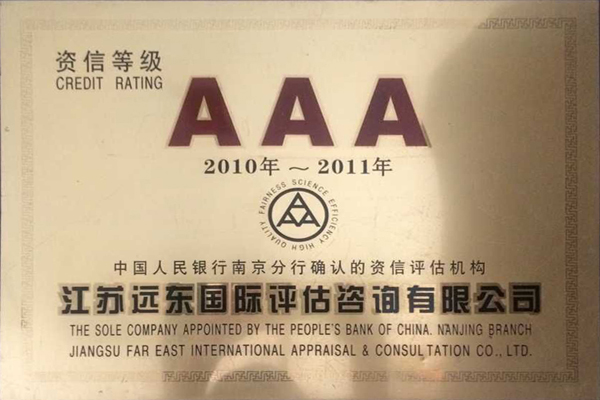 资信等级
CREDIT RATING
AAA
2010年～2011年
FAIRNESS SCIENCE EFFICIENCY HIGH QUALITY
中国人民银行南京分行确认的资信评估机构
江苏远东国际评估咨询有限公司
THE SOLE COMPANY APPOINTED BY THE PEOPLE'S BANK OF CHINA. NANJING BRANCH
JIANGSU FAR EAST INTERNATIONAL APPRAISAL & CONSULTATION CO., LTD.